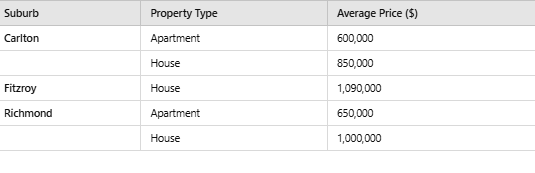 Suburb Property Type Average Price ($)
Carlton Apartment 600,000
House 850,000
Fitzroy House 1,090,000
Richmond Apartment 650,000
House 1,000,000